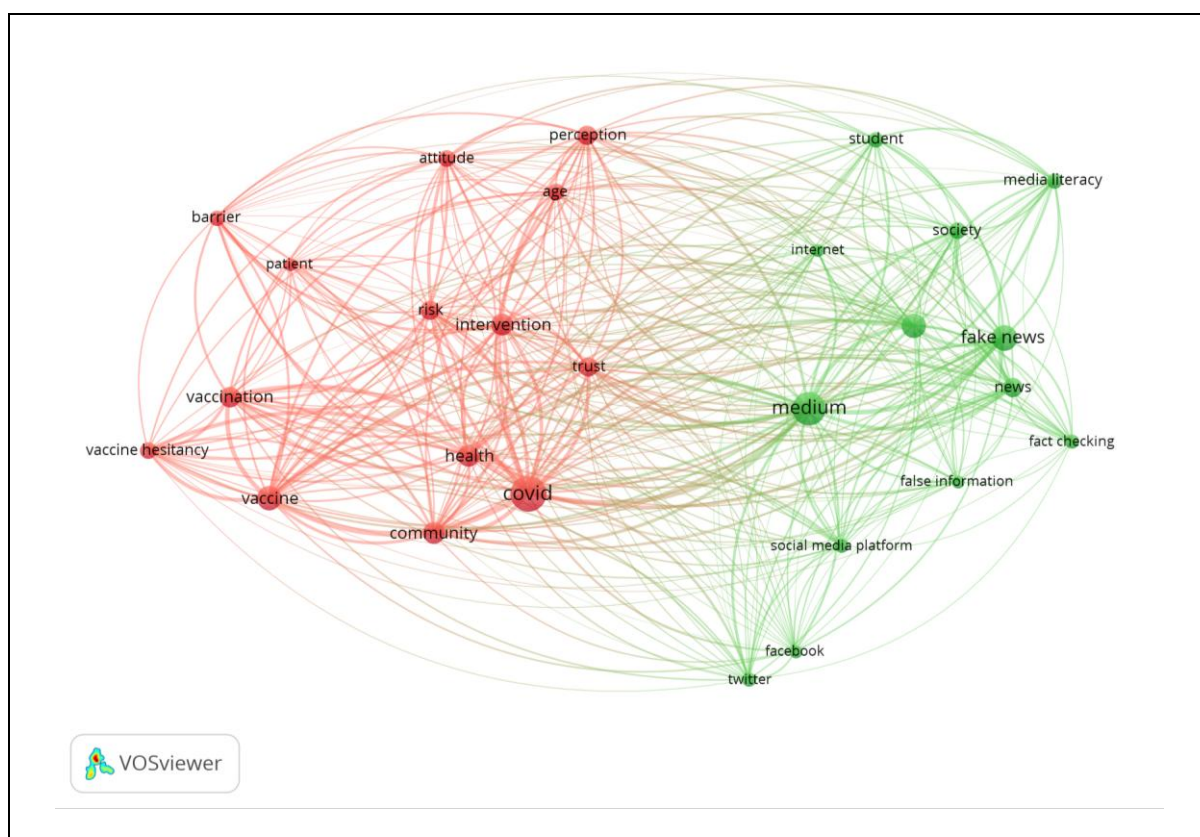 perception
student
attitude
media literacy
age
barrier
society
internet
patient
risk
intervention
fake news
trust
news
vaccination
medium
fact checking
vaccine hesitancy
health
false information
covid
vaccine
community
social media platform
facebook
twitter
VOSviewer